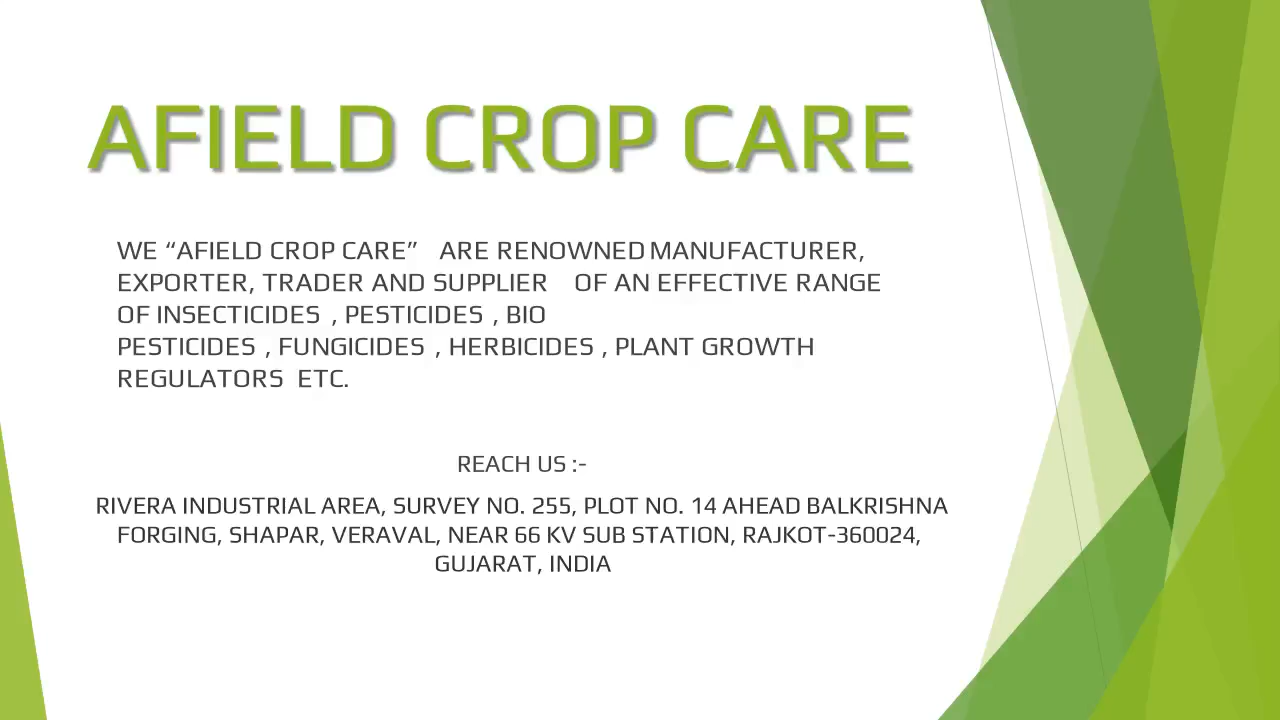 AFIELD CROP CARE
WE “AFIELD CROP CARE” ARE RENOWNED MANUFACTURER,
EXPORTER, TRADER AND SUPPLIER OF AN EFFECTIVE RANGE
OF INSECTICIDES , PESTICIDES , BIO
PESTICIDES , FUNGICIDES , HERBICIDES , PLANT GROWTH
REGULATORS ETC.
REACH US :-
RIVERA INDUSTRIAL AREA, SURVEY NO. 255, PLOT NO. 14 AHEAD BALKRISHNA
FORGING, SHAPAR, VERAVAL, NEAR 66 KV SUB STATION, RAJKOT-360024,
GUJARAT, INDIA